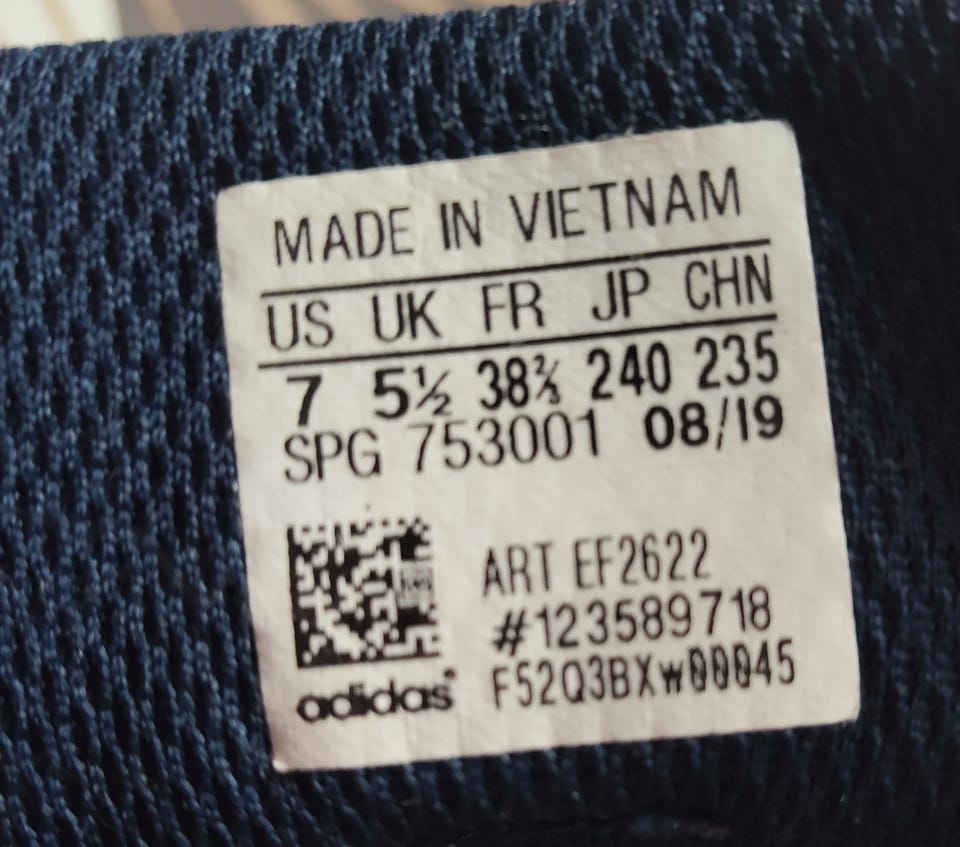 MADE IN VIETNAM
US UK FR JP CHN
7 5½ 38⅔ 240 235
SPG 753001 08/19
ART EF2622
#123589718
F52Q3BXw00045
adidas